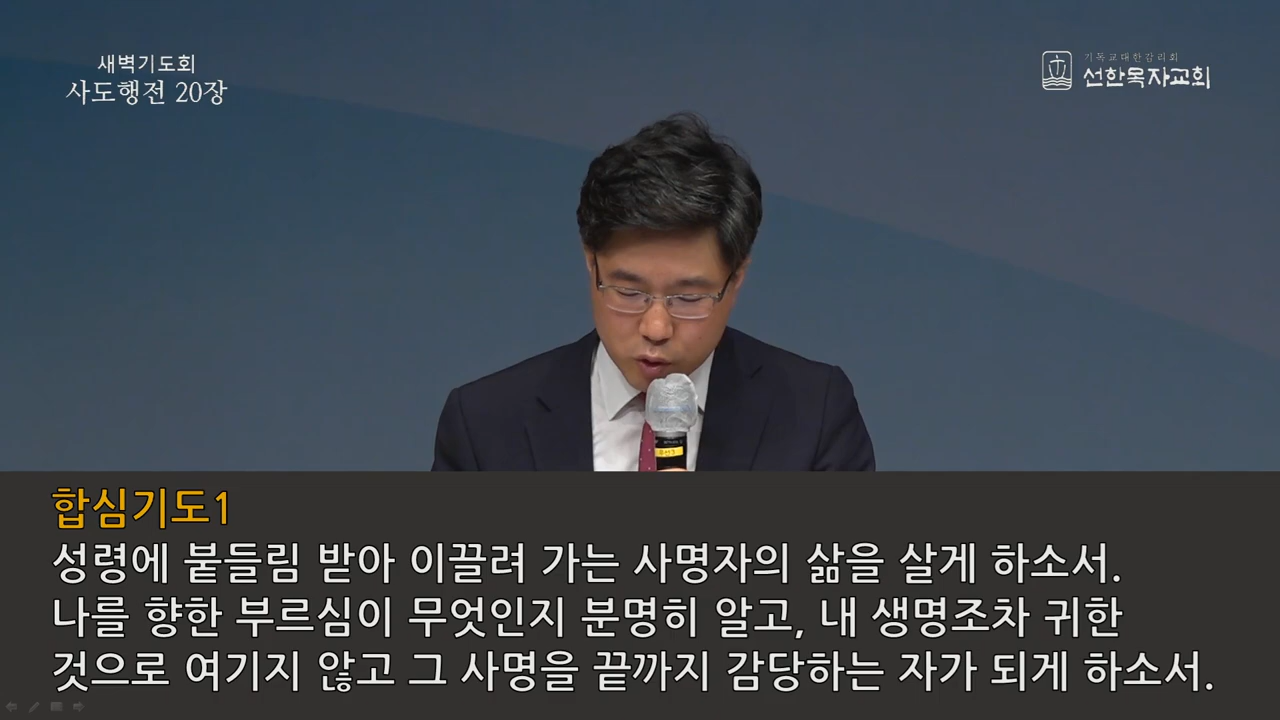 새벽기도회
사도행전 20장
기독교대한감리회
선한목자교회
합심기도1
성령에 붙들림 받아 이끌려 가는 사명자의 삶을 살게 하소서.
나를 향한 부르심이 무엇인지 분명히 알고, 내 생명조차 귀한
것으로 여기지 않고 그 사명을 끝까지 감당하는 자가 되게 하소서.